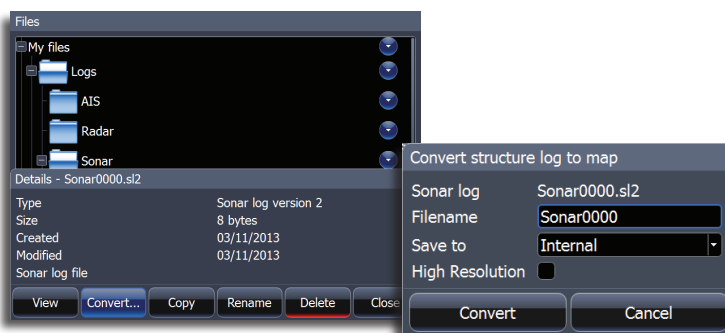 Files
My files
Logs
AIS
Radar
Sonar
Details - Sonar0000.sl2
Type Sonar log version 2
Size 8 bytes
Created 03/11/2013
Modified 03/11/2013
Sonar log file
View Convert... Copy Rename Delete Close
Convert structure log to map
Sonar log Sonar0000.sl2
Filename Sonar0000
Save to Internal
High Resolution
Convert Cancel